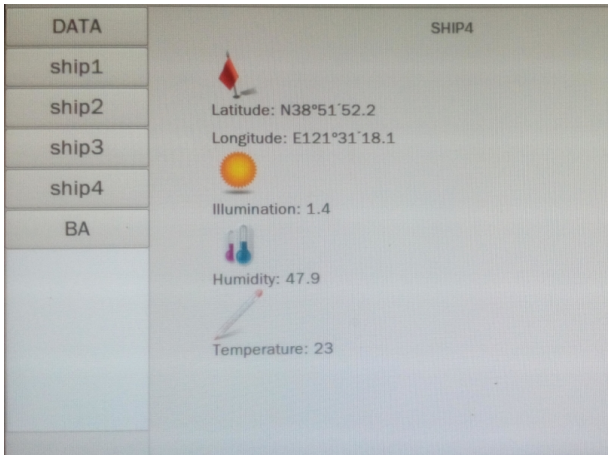 DATA
ship1
ship2
ship3
ship4
BA
SHIP4
Latitude: N38°51´52.2
Longitude: E121°31´18.1
Illumination: 1.4
Humidity: 47.9
Temperature: 23